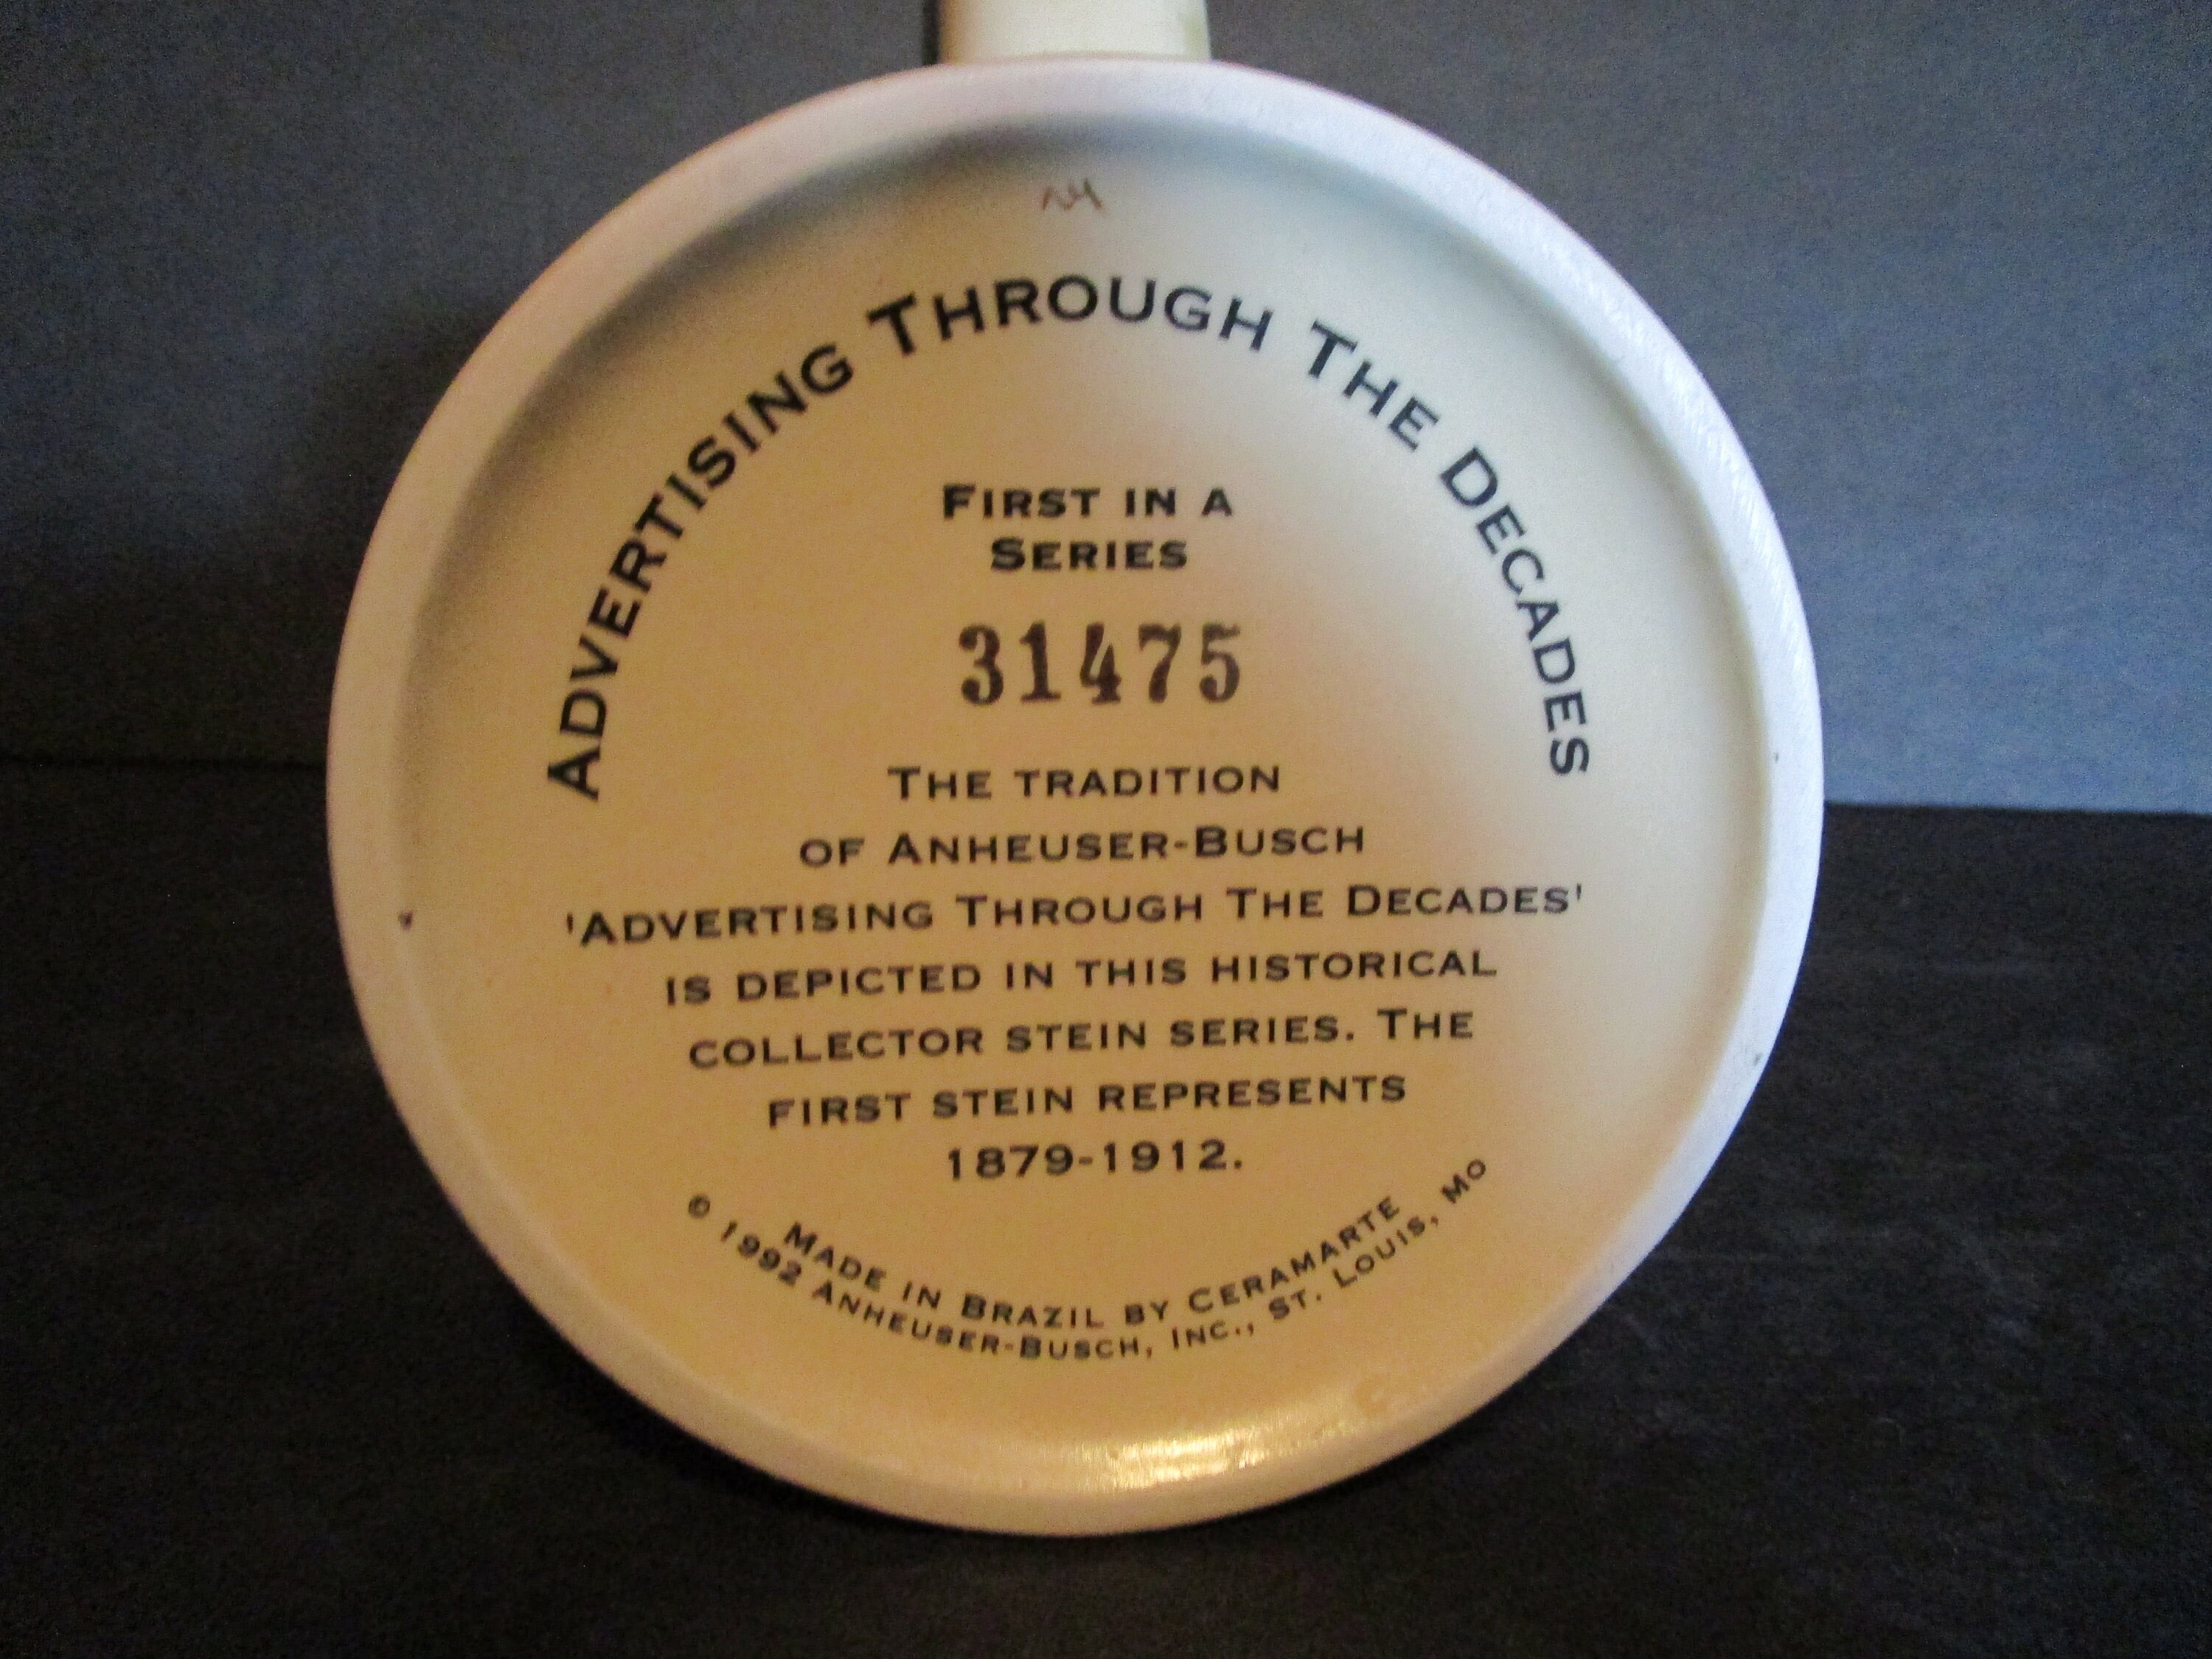 ADVERTISING THROUGH THE DECADES
FIRST IN A
SERIES
31475
THE TRADITION
OF ANHEUSER-BUSCH
'ADVERTISING THROUGH THE DECADES'
IS DEPICTED IN THIS HISTORICAL
COLLECTOR STEIN SERIES. THE
FIRST STEIN REPRESENTS
1879-1912.
MADE IN BRAZIL BY CERAMARTE
© 1992 ANHEUSER-BUSCH, INC., ST. LOUIS, MO